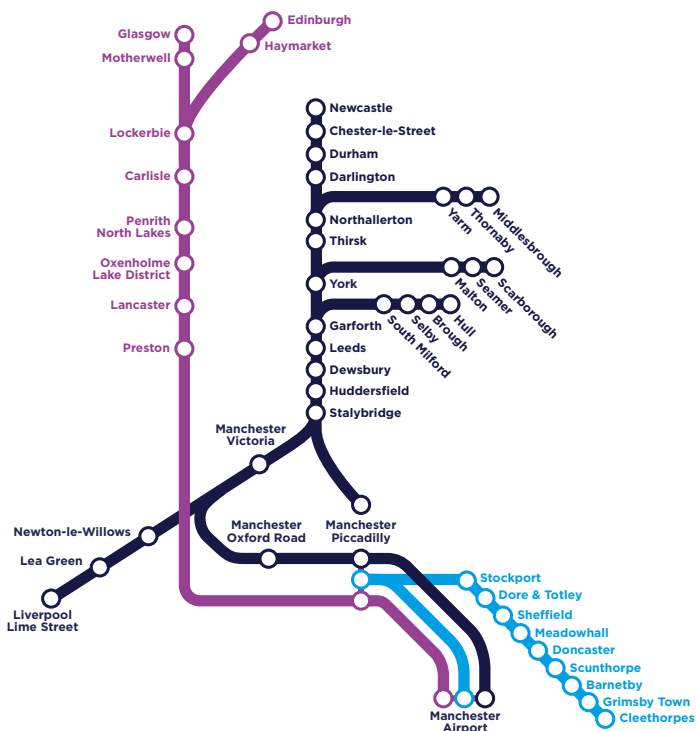 Edinburgh
Glasgow
Haymarket
Motherwell
Newcastle
Lockerbie
Chester-le-Street
Durham
Carlisle
Darlington
Penrith
North Lakes
Northallerton
Yarm
Thornaby
Middlesbrough
Thirsk
Oxenholme
Lake District
York
Malton
Seamer
Scarborough
Lancaster
Garforth
South Milford
Selby
Brough
Hull
Preston
Leeds
Dewsbury
Huddersfield
Stalybridge
Manchester
Victoria
Newton-le-Willows
Manchester
Oxford Road
Manchester
Piccadilly
Lea Green
Liverpool
Lime Street
Stockport
Dore & Totley
Sheffield
Meadowhall
Doncaster
Scunthorpe
Barnetby
Grimsby Town
Cleethorpes
Manchester
Airport